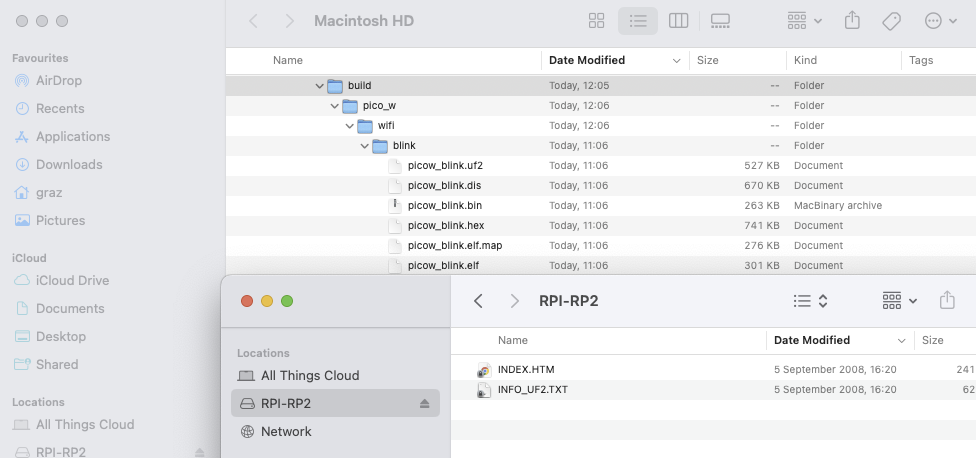 Macintosh HD
Favourites
AirDrop
Recents
Applications
Downloads
graz
Pictures
iCloud
iCloud Drive
Documents
Desktop
Shared
Locations
All Things Cloud
RPI-RP2
Name Date Modified Size Kind Tags
build Today, 12:05 -- Folder
pico_w Today, 12:06 -- Folder
wifi Today, 12:06 -- Folder
blink Today, 11:06 -- Folder
picow_blink.uf2 Today, 11:06 527 KB Document
picow_blink.dis Today, 11:06 670 KB Document
picow_blink.bin Today, 11:06 263 KB MacBinary archive
picow_blink.hex Today, 11:06 741 KB Document
picow_blink.elf.map Today, 11:06 276 KB Document
picow_blink.elf Today, 11:06 301 KB Document
RPI-RP2
Locations
All Things Cloud
RPI-RP2
Network
Name Date Modified Size
INDEX.HTM 5 September 2008, 16:20 241
INFO_UF2.TXT 5 September 2008, 16:20 62